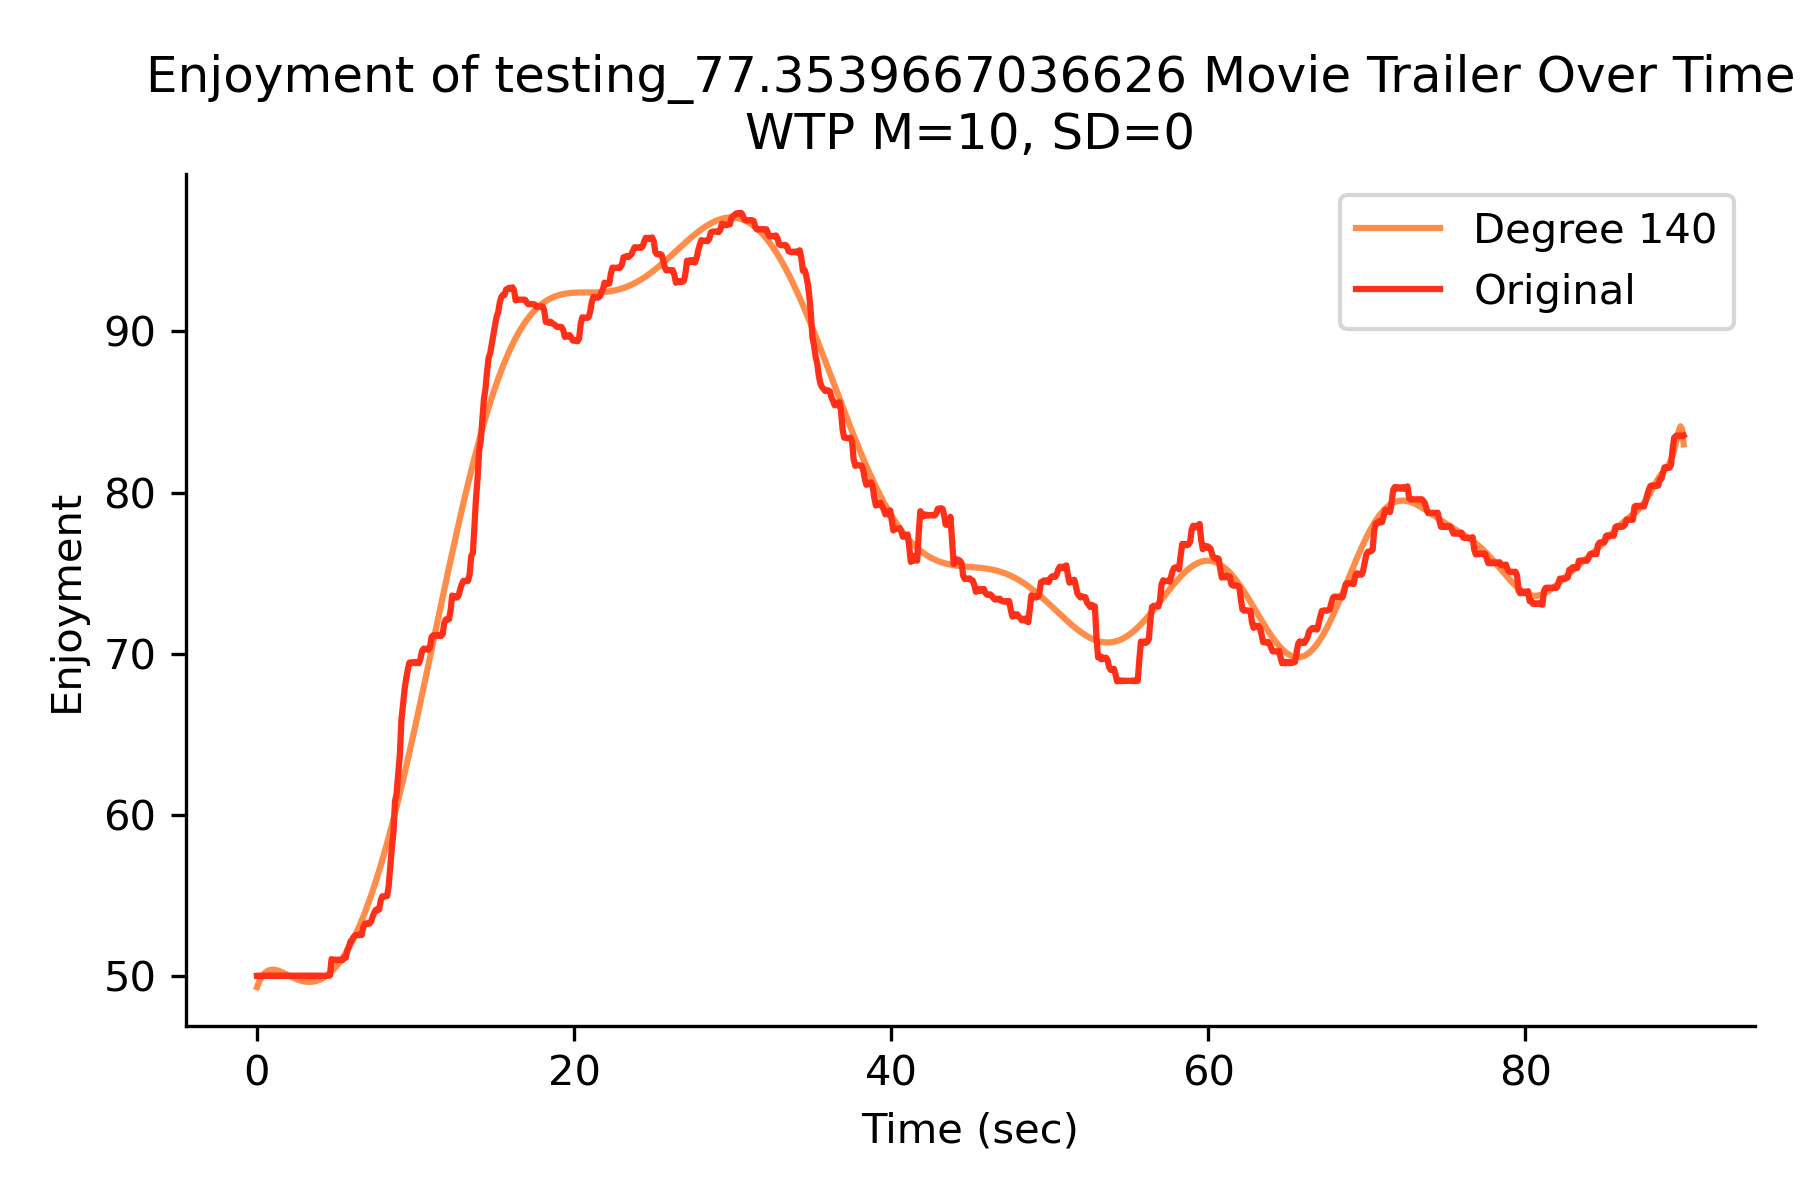 Enjoyment of testing_77.3539667036626 Movie Trailer Over Time
WTP M=10, SD=0
Degree 140
Original
Enjoyment
90
80
70
60
50
0 20 40 60 80
Time (sec)